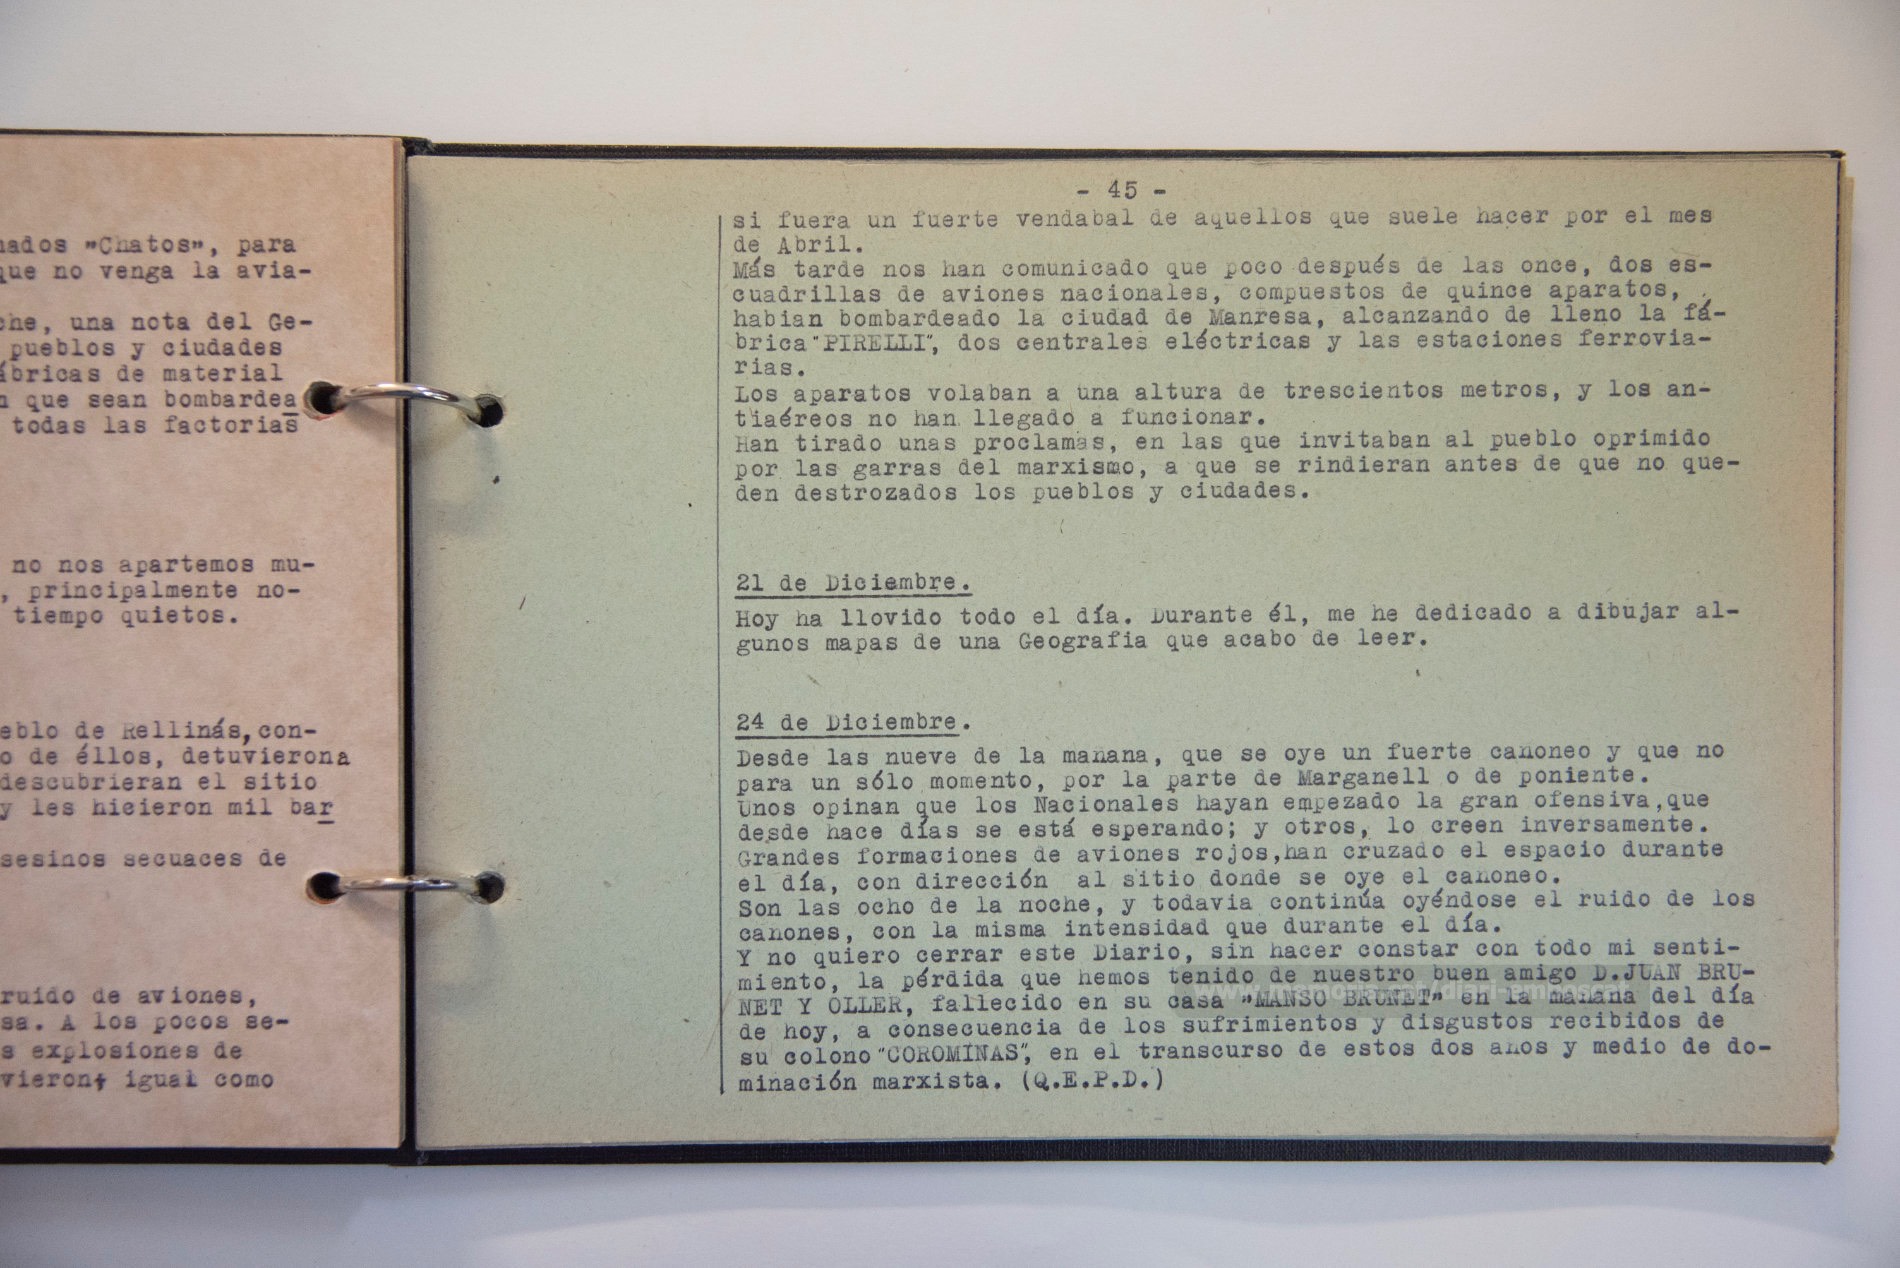 nados "Chatos", para
que no venga la avia-
che, una nota del Ge-
pueblos y ciudades
ábricas de material
n que sean bombardea
todas las factorias
no nos apartemos mu-
, principalmente no-
tiempo quietos.
eblo de Rellinás,con-
o de éllos, detuvierona
descubrieran el sitio
y les hicieron mil bar
sesinos secuaces de
ruido de aviones,
sa. A los pocos se-
s explosiones de
vieron igual como
- 45 -
si fuera un fuerte vendabal de aquellos que suele hacer por el mes
de Abril.
Más tarde nos han comunicado que poco después de las once, dos es-
cuadrillas de aviones nacionales, compuestos de quince aparatos,
habian bombardeado la ciudad de Manresa, alcanzando de lleno la fá-
brica "PIRELLI", dos centrales eléctricas y las estaciones ferrovia-
rias.
Los aparatos volaban a una altura de trescientos metros, y los an-
tiaéreos no han llegado a funcionar.
Han tirado unas proclamas, en las que invitaban al pueblo oprimido
por las garras del marxismo, a que se rindieran antes de que no que-
den destrozados los pueblos y ciudades.
21 de Diciembre.
Hoy ha llovido todo el día. Durante él, me he dedicado a dibujar al-
gunos mapas de una Geografia que acabo de leer.
24 de Diciembre.
Desde las nueve de la mañana, que se oye un fuerte cañoneo y que no
para un sólo momento, por la parte de Marganell o de poniente.
Unos opinan que los Nacionales hayan empezado la gran ofensiva,que
desde hace días se está esperando; y otros, lo creen inversamente.
Grandes formaciones de aviones rojos,han cruzado el espacio durante
el día, con dirección al sitio donde se oye el cañoneo.
Son las ocho de la noche, y todavia continúa oyéndose el ruido de los
cañones, con la misma intensidad que durante el día.
Y no quiero cerrar este Diario, sin hacer constar con todo mi senti-
miento, la pérdida que hemos tenido de nuestro buen amigo D.JUAN BRU-
NET Y OLLER, fallecido en su casa "MANSO BRUNET" en la mañana del día
de hoy, a consecuencia de los sufrimientos y disgustos recibidos de
su colono "COROMINAS", en el transcurso de estos dos años y medio de do-
minación marxista. (Q.E.P.D.)